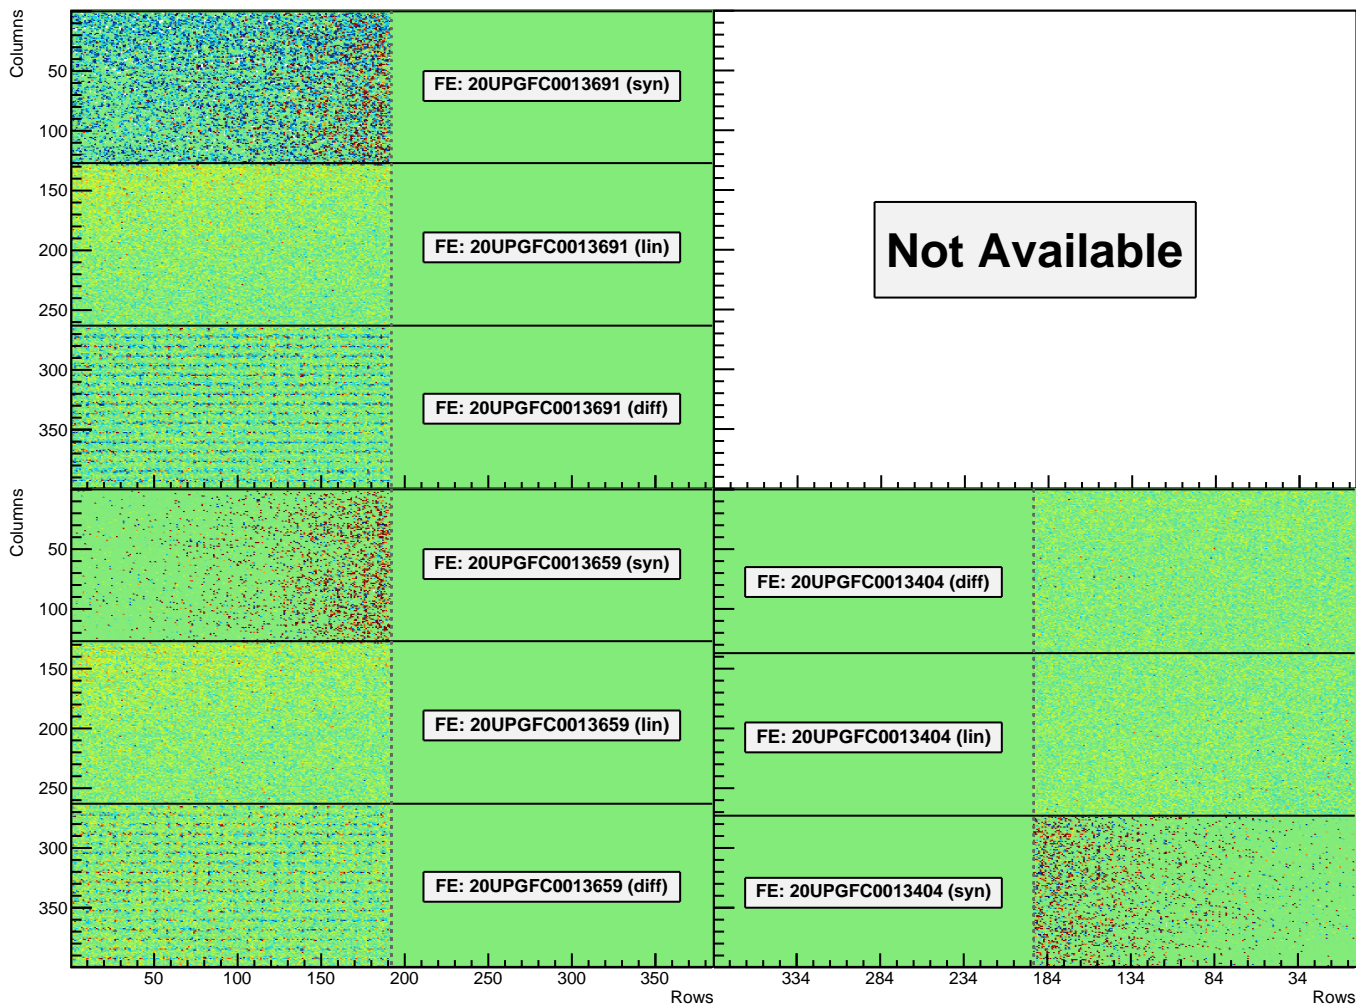 Columns
50
100
150
200
250
300
350
FE: 20UPGFC0013691 (syn)
FE: 20UPGFC0013691 (lin)
FE: 20UPGFC0013691 (diff)
Not Available
Columns
50
100
150
200
250
300
350
FE: 20UPGFC0013659 (syn)
FE: 20UPGFC0013659 (lin)
FE: 20UPGFC0013659 (diff)
FE: 20UPGFC0013404 (diff)
FE: 20UPGFC0013404 (lin)
FE: 20UPGFC0013404 (syn)
50 100 150 200 250 300 350
Rows
334 284 234 184 134 84 34
Rows